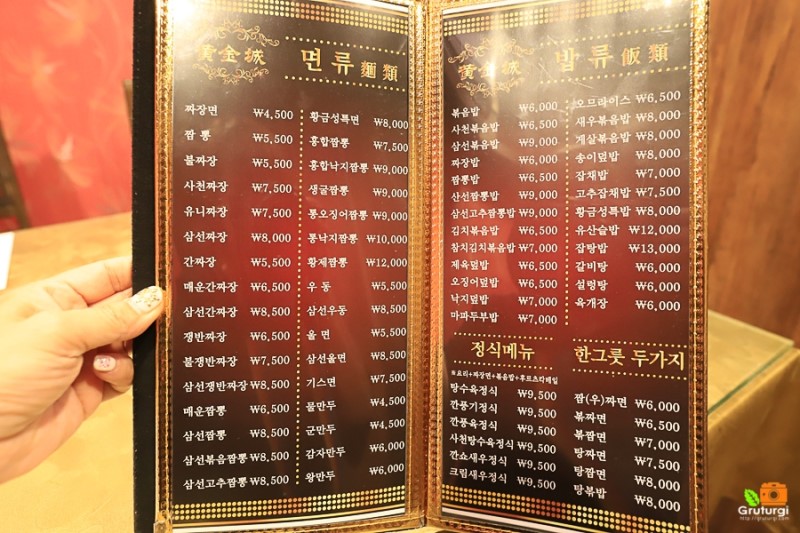 黄金城 면류 麵類
짜장면 ₩4,500
짬뽕 ₩5,500
불짜장 ₩5,500
사천짜장 ₩7,500
유니짜장 ₩7,500
삼선짜장 ₩8,000
간짜장 ₩5,500
매운간짜장 ₩6,500
삼선간짜장 ₩8,500
쟁반짜장 ₩6,500
불쟁반짜장 ₩7,500
삼선쟁반짜장 ₩8,500
매운짬뽕 ₩6,500
삼선짬뽕 ₩8,500
삼선볶음짬뽕 ₩8,500
삼선고추짬뽕 ₩8,500
황금성특면 ₩8,000
홍합짬뽕 ₩7,500
홍합낙지짬뽕 ₩9,000
생굴짬뽕 ₩9,000
통오징어짬뽕 ₩9,000
통낙지짬뽕 ₩10,000
황제짬뽕 ₩12,000
우동 ₩5,500
삼선우동 ₩8,500
울면 ₩5,500
삼선울면 ₩8,500
기스면 ₩7,500
물만두 ₩4,000
군만두 ₩4,500
감자만두 ₩6,000
왕만두 ₩6,000
黄金城 밥류 飯類
볶음밥 ₩6,000
사천볶음밥 ₩6,500
삼선볶음밥 ₩9,000
짜장밥 ₩6,000
짬뽕밥 ₩6,500
산선짬뽕밥 ₩9,000
삼선고추짬뽕밥 ₩9,000
김치볶음밥 ₩6,500
참치김치볶음밥 ₩7,000
제육덮밥 ₩6,500
오징어덮밥 ₩6,500
낙지덮밥 ₩7,000
마파두부밥 ₩7,000
오므라이스 ₩6,500
새우볶음밥 ₩8,000
게살볶음밥 ₩8,000
송이덮밥 ₩8,000
잡채밥 ₩7,000
고추잡채밥 ₩7,500
황금성특밥 ₩8,000
유산슬밥 ₩12,000
잡탕밥 ₩13,000
갈비탕 ₩6,000
설렁탕 ₩6,000
육개장 ₩6,000
정식메뉴
※요리+짜장면+볶음밥+후르츠칵테일
탕수육정식 ₩9,500
깐풍기정식 ₩9,500
깐풍육정식 ₩9,500
사천탕수육정식 ₩9,500
깐쇼새우정식 ₩9,500
크림새우정식 ₩9,500
한그릇 두가지
짬(우)짜면 ₩6,000
볶짜면 ₩6,500
볶짬면 ₩7,000
탕짜면 ₩7,500
탕짬면 ₩8,000
탕볶밥 ₩8,000
Gruturgi
http://gruturgi.com